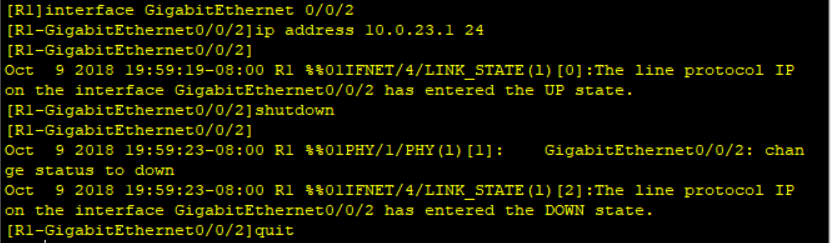 [R1]interface GigabitEthernet 0/0/2
[R1-GigabitEthernet0/0/2]ip address 10.0.23.1 24
[R1-GigabitEthernet0/0/2]
Oct  9 2018 19:59:19-08:00 R1 %%01IFNET/4/LINK_STATE(l)[0]:The line protocol IP
on the interface GigabitEthernet0/0/2 has entered the UP state.
[R1-GigabitEthernet0/0/2]shutdown
[R1-GigabitEthernet0/0/2]
Oct  9 2018 19:59:23-08:00 R1 %%01PHY/1/PHY(l)[1]:    GigabitEthernet0/0/2: chan
ge status to down
Oct  9 2018 19:59:23-08:00 R1 %%01IFNET/4/LINK_STATE(l)[2]:The line protocol IP
on the interface GigabitEthernet0/0/2 has entered the DOWN state.
[R1-GigabitEthernet0/0/2]quit